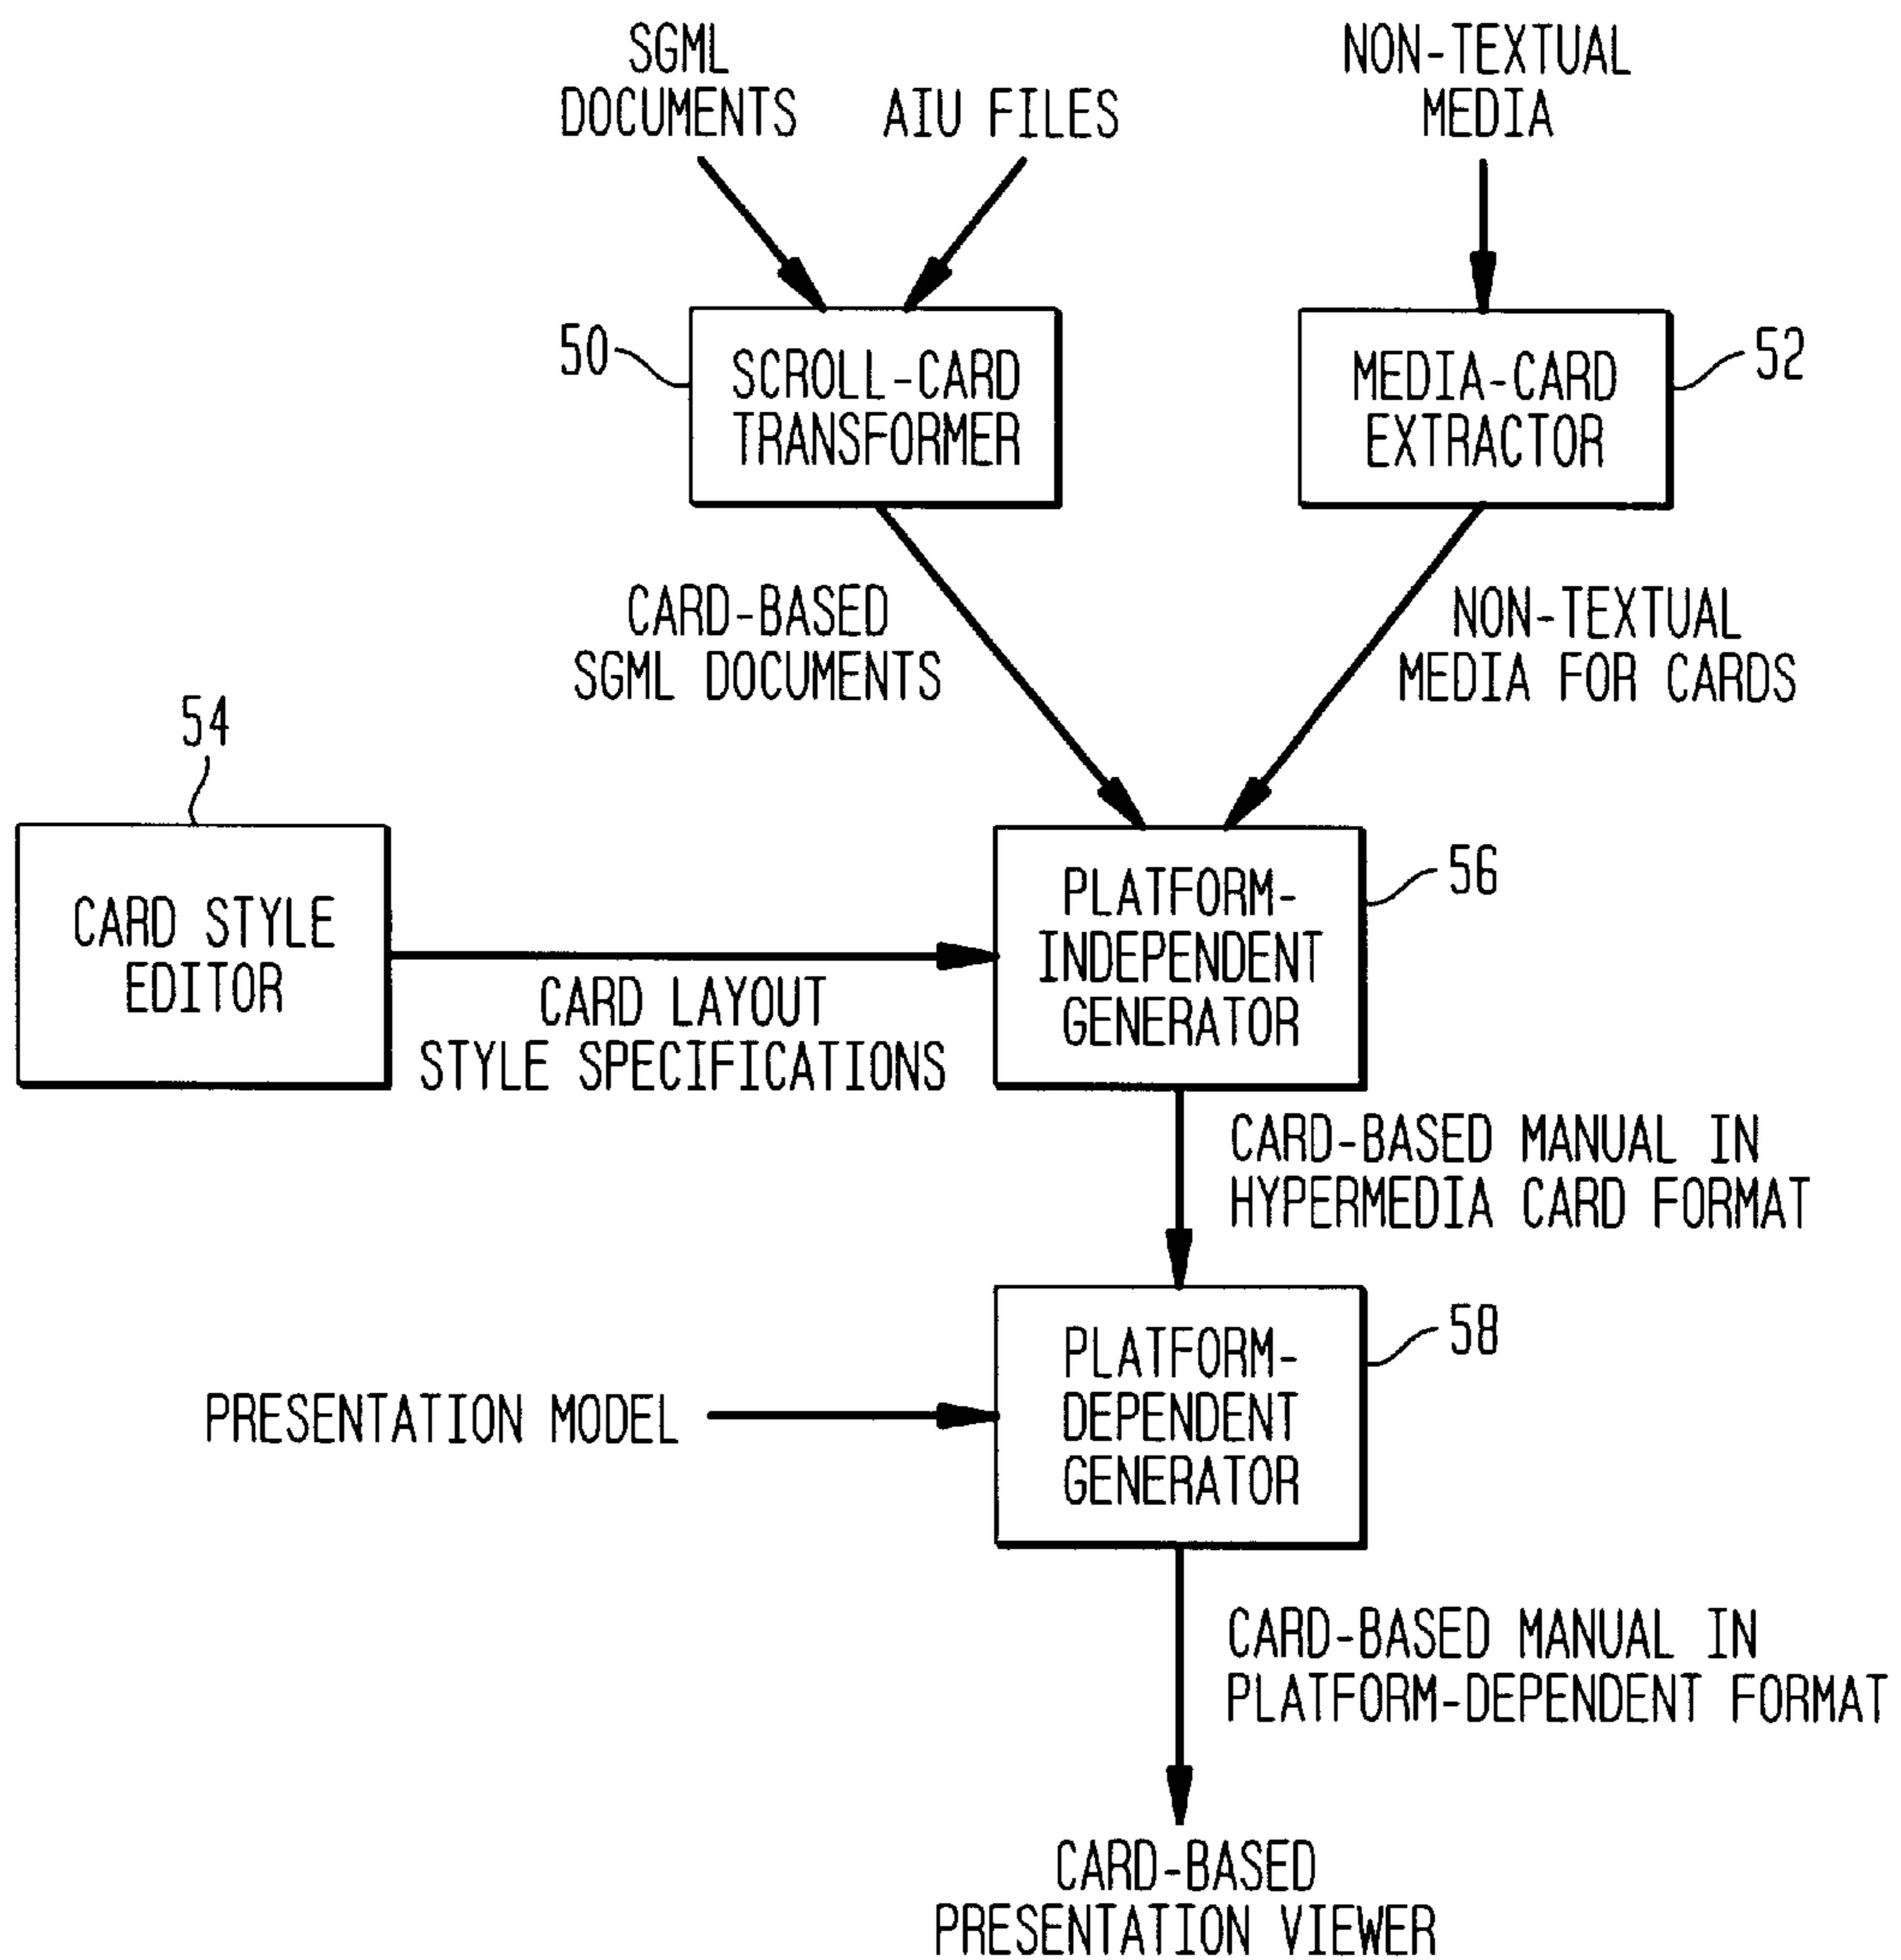 SGML
DOCUMENTS
AIU FILES
NON-TEXTUAL
MEDIA
50
SCROLL-CARD
TRANSFORMER
MEDIA-CARD
EXTRACTOR
52
CARD-BASED
SGML DOCUMENTS
NON-TEXTUAL
MEDIA FOR CARDS
54
CARD STYLE
EDITOR
CARD LAYOUT
STYLE SPECIFICATIONS
PLATFORM-
INDEPENDENT
GENERATOR
56
CARD-BASED MANUAL IN
HYPERMEDIA CARD FORMAT
PRESENTATION MODEL
PLATFORM-
DEPENDENT
GENERATOR
58
CARD-BASED MANUAL IN
PLATFORM-DEPENDENT FORMAT
CARD-BASED
PRESENTATION VIEWER